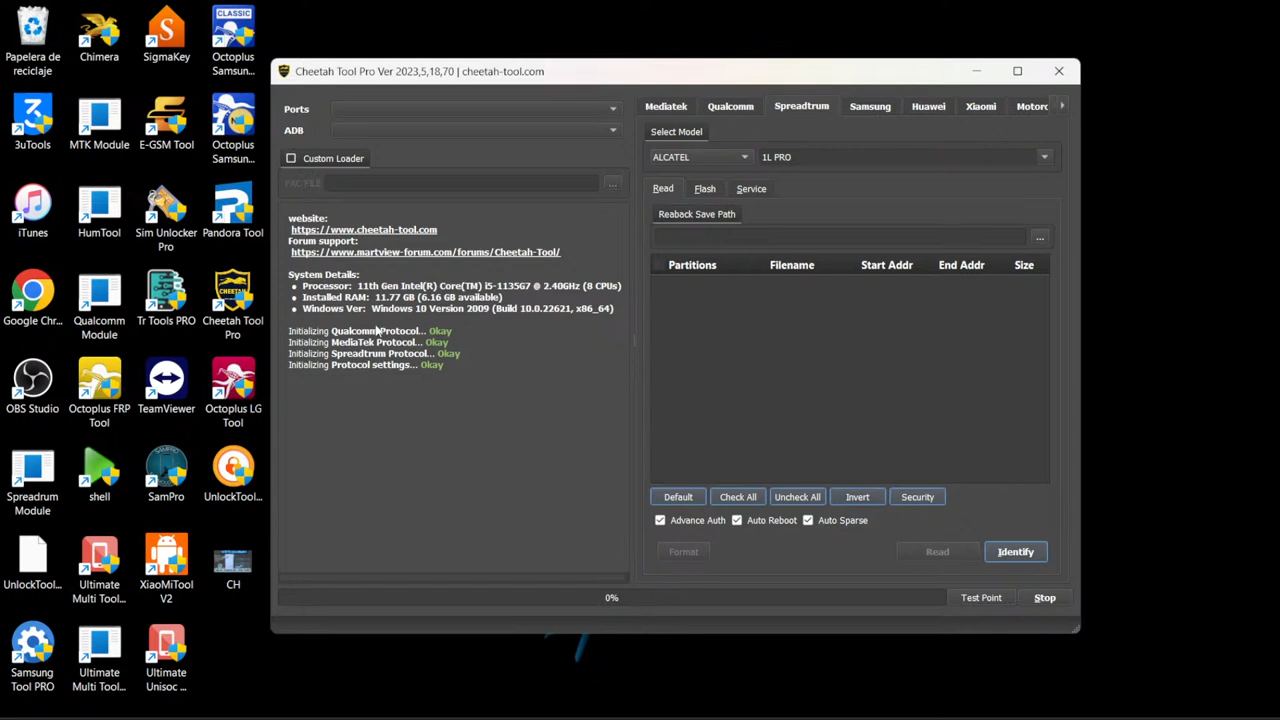 Papelera de
reciclaje
Chimera
SigmaKey
CLASSIC
Octoplus
Samsun...
3uTools
MTK Module
E-GSM Tool
Octoplus
Samsun...
iTunes
HumTool
Sim Unlocker
Pro
Pandora Tool
Google Chr...
Qualcomm
Module
Tr Tools PRO
CHEETAH
Cheetah Tool
Pro
OBS Studio
Octoplus FRP
Tool
TeamViewer
Octoplus LG
Tool
Spreadrum
Module
shell
SamPro
UnlockTool...
UnlockTool...
Ultimate
Multi Tool...
XiaoMiTool
V2
CH
Samsung
Tool PRO
Ultimate
Multi Tool...
Ultimate
Unisoc ...
Cheetah Tool Pro Ver 2023,5,18,70 | cheetah-tool.com
Ports
ADB
Custom Loader
PAC FILE
...
website:
https://www.cheetah-tool.com
Forum support:
https://www.martview-forum.com/forums/Cheetah-Tool/
System Details:
• Processor: 11th Gen Intel(R) Core(TM) i5-1135G7 @ 2.40GHz (8 CPUs)
• Installed RAM: 11.77 GB (6.16 GB available)
• Windows Ver: Windows 10 Version 2009 (Build 10.0.22621, x86_64)
Initializing Qualcomm Protocol... Okay
Initializing MediaTek Protocol... Okay
Initializing Spreadtrum Protocol... Okay
Initializing Protocol settings... Okay
Mediatek Qualcomm Spreadtrum Samsung Huawei Xiaomi Motorc
Select Model
ALCATEL 1L PRO
Read Flash Service
Reaback Save Path
...
Partitions Filename Start Addr End Addr Size
Default Check All Uncheck All Invert Security
Advance Auth Auto Reboot Auto Sparse
Format Read Identify
0% Test Point Stop